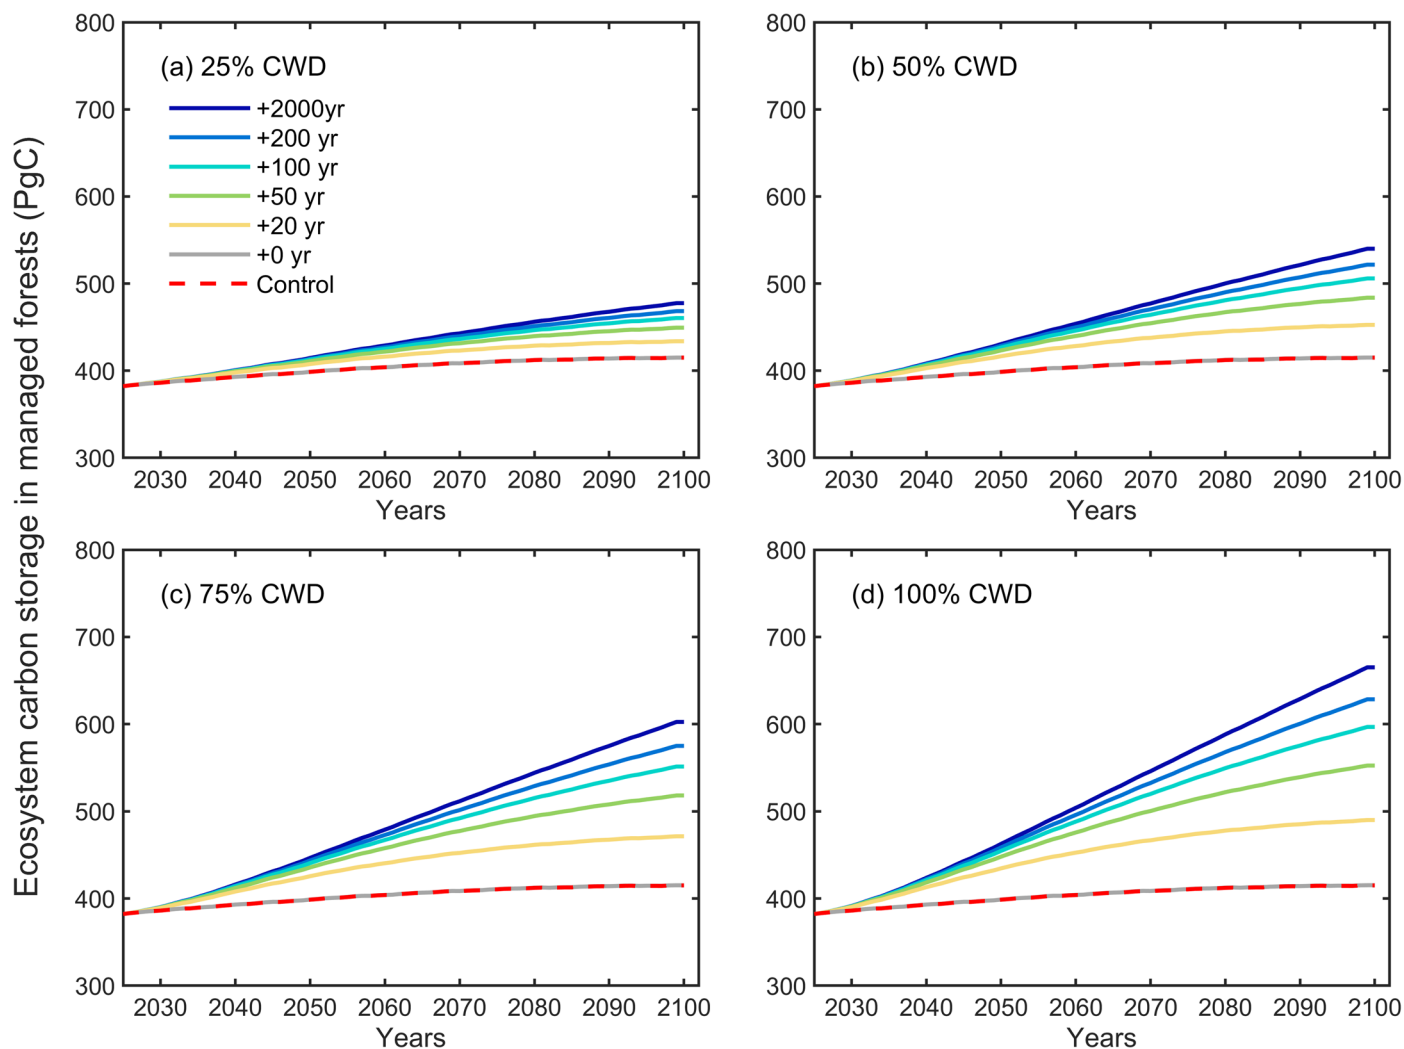 Ecosystem carbon storage in managed forests (PgC)
(a) 25% CWD
+2000yr
+200 yr
+100 yr
+50 yr
+20 yr
+0 yr
Control
800
700
600
500
400
300
2030 2040 2050 2060 2070 2080 2090 2100
Years
(b) 50% CWD
800
700
600
500
400
300
2030 2040 2050 2060 2070 2080 2090 2100
Years
(c) 75% CWD
800
700
600
500
400
300
2030 2040 2050 2060 2070 2080 2090 2100
Years
(d) 100% CWD
800
700
600
500
400
300
2030 2040 2050 2060 2070 2080 2090 2100
Years